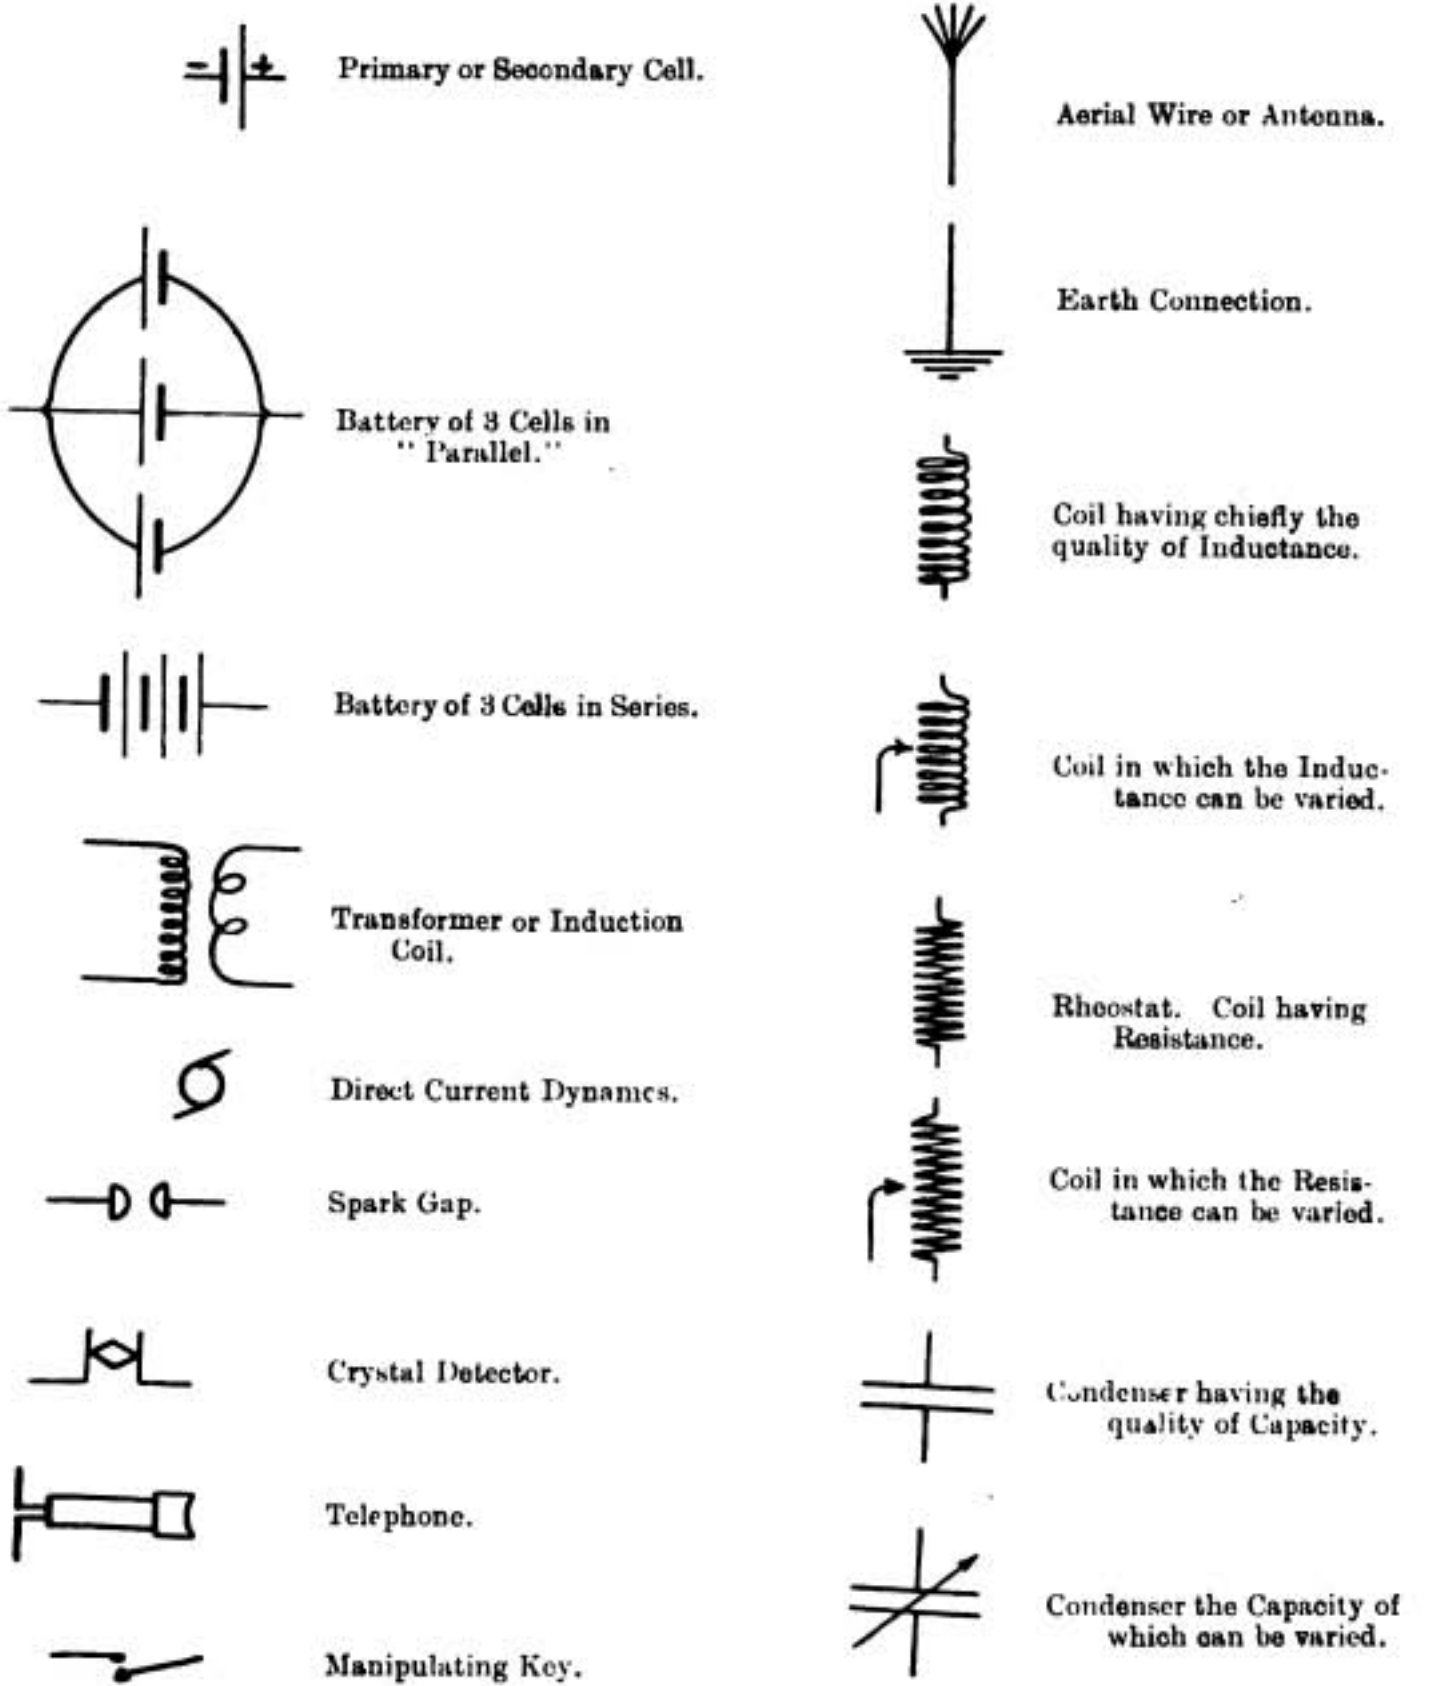 - + Primary or Secondary Cell.
Battery of 3 Cells in
"Parallel."
Battery of 3 Cells in Series.
Transformer or Induction
Coil.
Direct Current Dynamos.
Spark Gap.
Crystal Detector.
Telephone.
Manipulating Key.
Aerial Wire or Antenna.
Earth Connection.
Coil having chiefly the
quality of Inductance.
Coil in which the Induc-
tance can be varied.
Rheostat. Coil having
Resistance.
Coil in which the Resis-
tance can be varied.
Condenser having the
quality of Capacity.
Condenser the Capacity of
which can be varied.